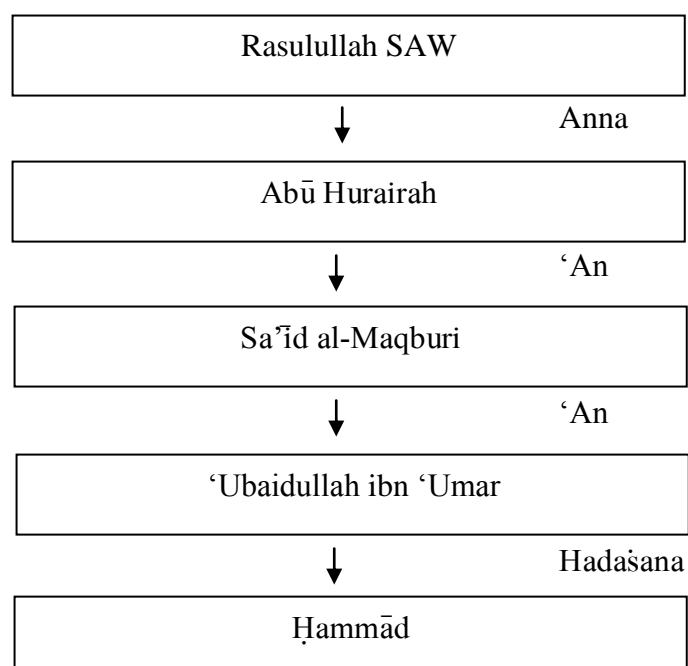 Rasulullah SAW
Anna
Abū Hurairah
‘An
Sa’īd al-Maqburi
‘An
‘Ubaidullah ibn ‘Umar
Hadaṡana
Ḥammād